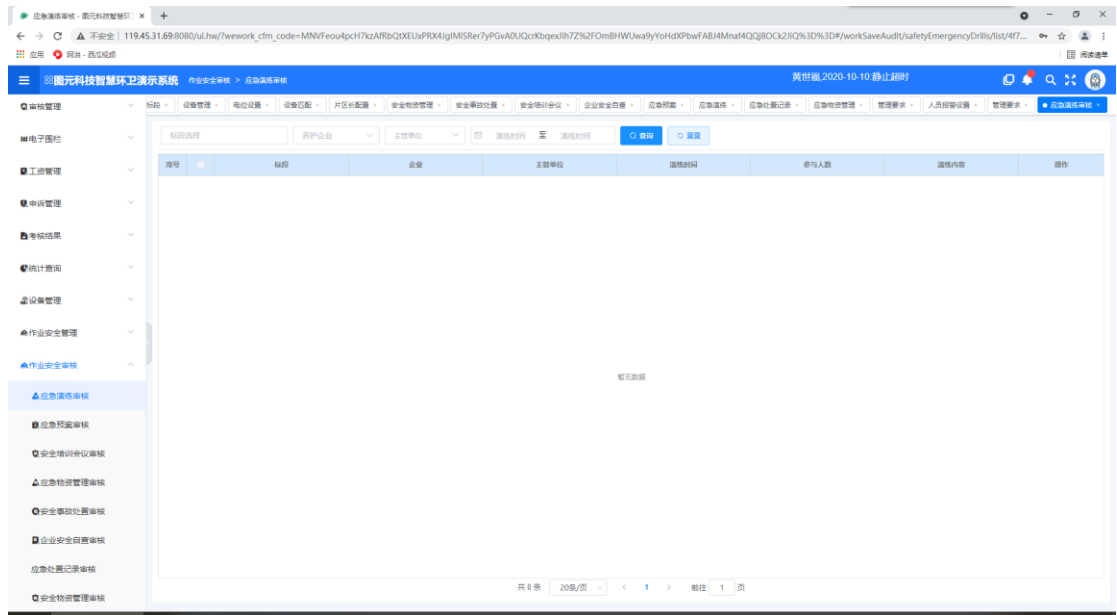 应急演练审核 - 图元科技智慧环卫
不安全 | 119.45.31.69:8080/ui.hw/?wework_cfm_code=
应用 阿洪 - 西瓜视频 阅读清单
图元科技智慧环卫演示系统 作业安全审核 > 应急演练审核 黄世福,2020-10-10 静止超时
审核管理 标段 × 设备管理 × 电位设置 × 设备匹配 × 片区长配置 × 安全物资管理 × 安全事故处置 × 安全培训会议 × 企业安全自查 × 应急预案 × 应急演练 × 应急处置记录 × 应急物资管理 × 管理要求 × 人员报警设置 × 管理要求 × 应急演练审核 ×
电子围栏 标段选择 养护企业 主管单位 演练时间 至 演练时间 查询 重置
序号 标段 企业 主管单位 演练时间 参与人数 演练内容 操作
工资管理
申诉管理
考核结果
统计查询
设备管理
作业安全管理
作业安全审核
暂无数据
应急演练审核
应急预案审核
安全培训会议审核
应急物资管理审核
安全事故处置审核
企业安全自查审核
应急处置记录审核
共 0 条 20条/页 < 1 > 前往 1 页
安全物资管理审核